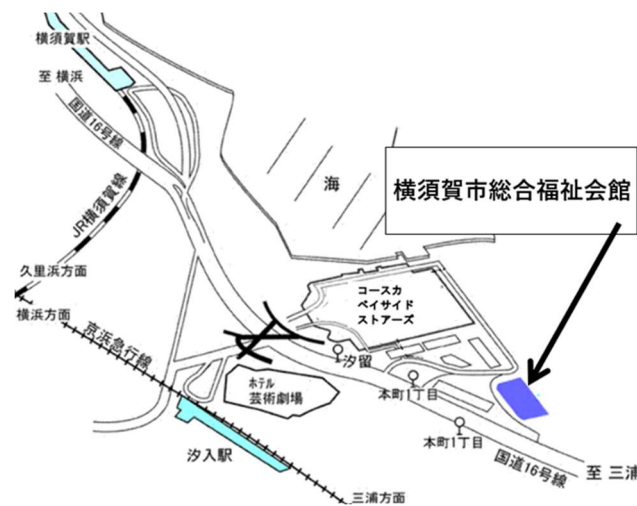 横須賀駅
至 横浜
国道16号線
JR横須賀線
海
横須賀市総合福祉会館
久里浜方面
横浜方面
京浜急行線
コースカ
ベイサイド
ストアーズ
汐留
ホテル
芸術劇場
本町1丁目
本町1丁目
汐入駅
国道16号線
至 三浦
三浦方面